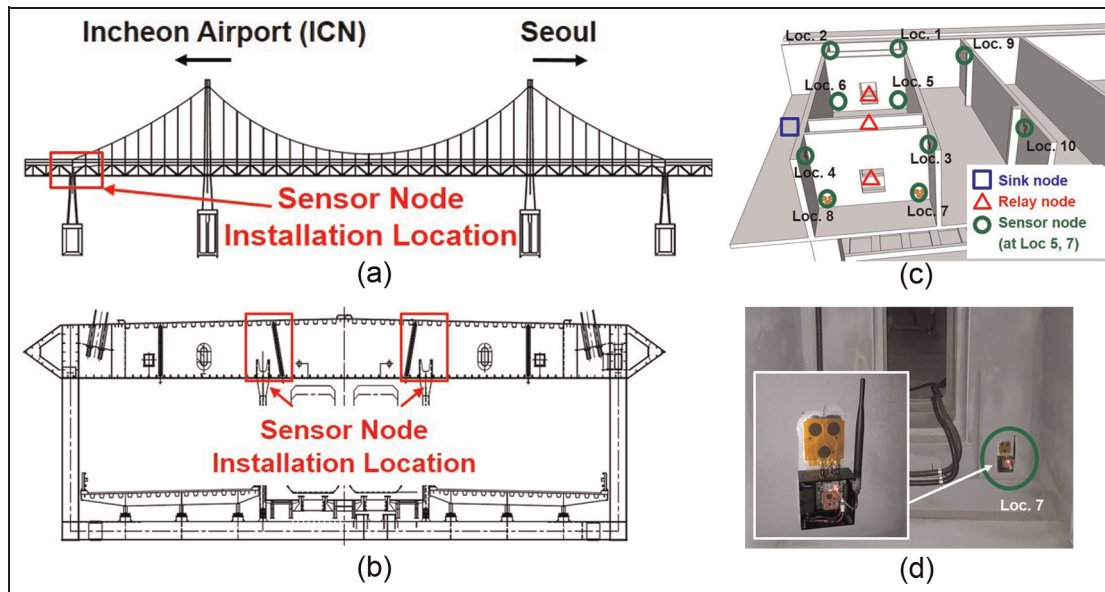 Incheon Airport (ICN)
Seoul
Sensor Node
Installation Location
(a)
Sensor Node
Installation Location
(b)
Loc. 2
Loc. 1
Loc. 9
Loc. 6
Loc. 5
Loc. 10
Loc. 4
Loc. 3
Loc. 8
Loc. 7
Sink node
Relay node
Sensor node
(at Loc 5, 7)
(c)
Loc. 7
(d)